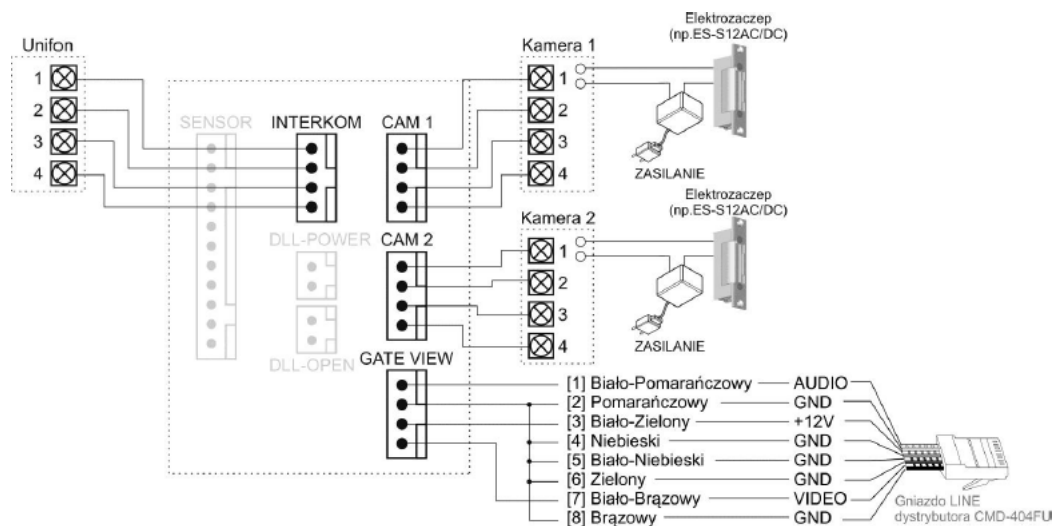 Unifon
1
2
3
4
SENSOR
INTERKOM
CAM 1
DLL-POWER
CAM 2
DLL-OPEN
GATE VIEW
Kamera 1
1
2
3
4
Elektrozaczep
(np.ES-S12AC/DC)
ZASILANIE
Kamera 2
1
2
3
4
Elektrozaczep
(np.ES-S12AC/DC)
ZASILANIE
[1] Biało-Pomarańczowy AUDIO
[2] Pomarańczowy GND
[3] Biało-Zielony +12V
[4] Niebieski GND
[5] Biało-Niebieski GND
[6] Zielony GND
[7] Biało-Brązowy VIDEO
[8] Brązowy GND
Gniazdo LINE
dystrybutora CMD-404FU